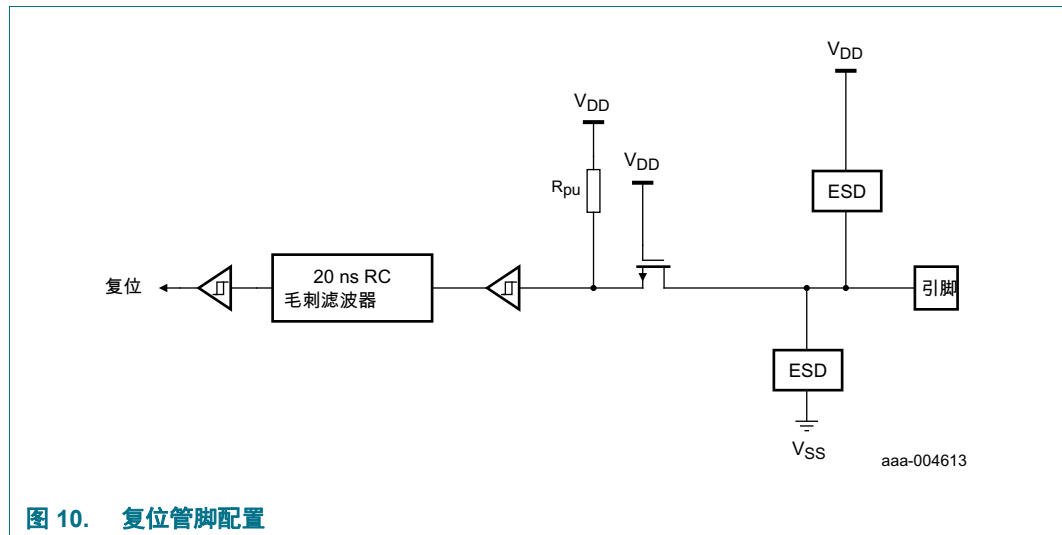 VDD
VDD
VDD
Rpu
ESD
复位
20 ns RC
毛刺滤波器
引脚
ESD
VSS
aaa-004613
图 10. 复位管脚配置